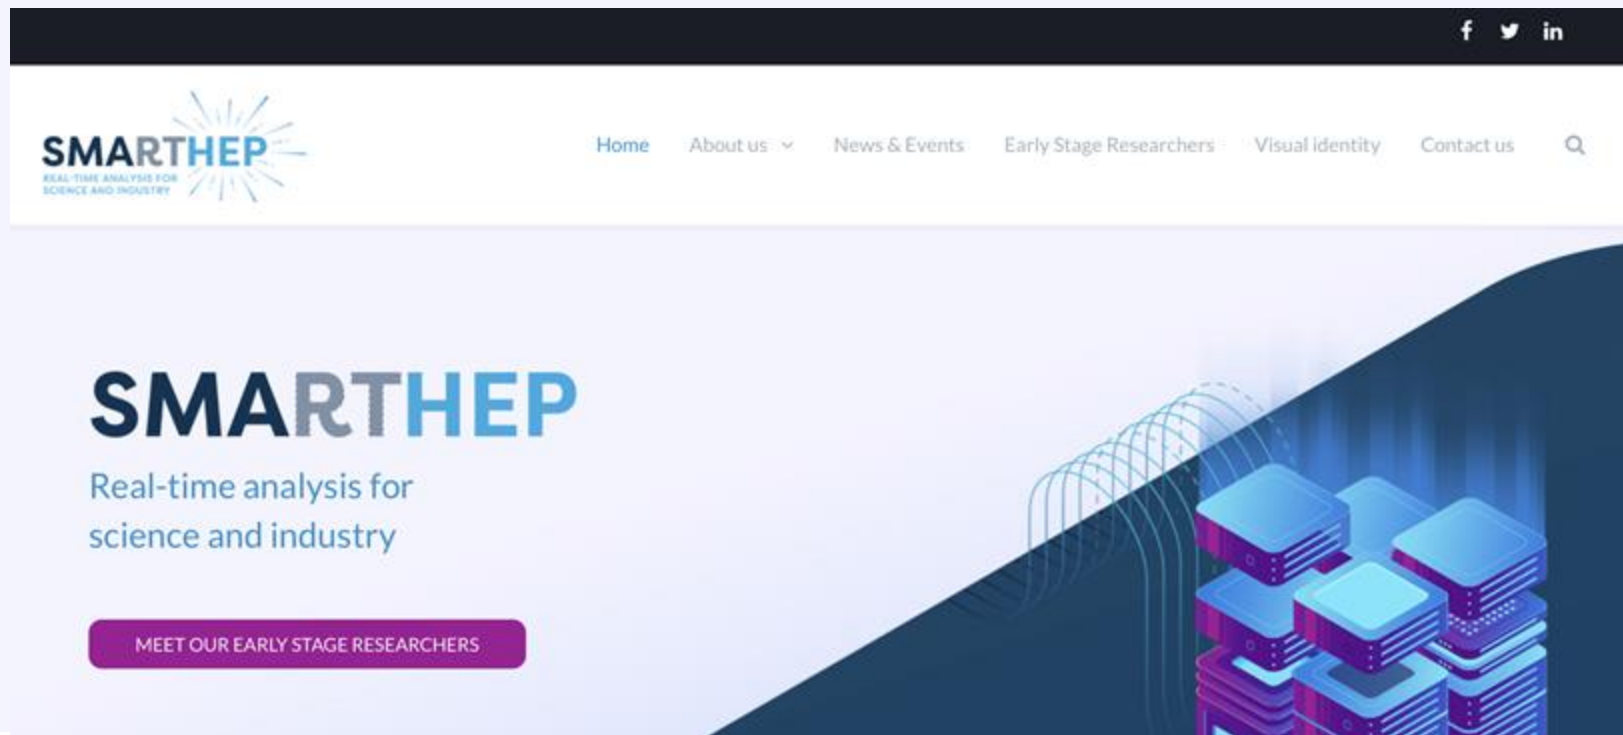 SMARTHEP
REAL-TIME ANALYSIS FOR
SCIENCE AND INDUSTRY
Home About us News & Events Early Stage Researchers Visual identity Contact us
SMARTHEP
Real-time analysis for
science and industry
MEET OUR EARLY STAGE RESEARCHERS